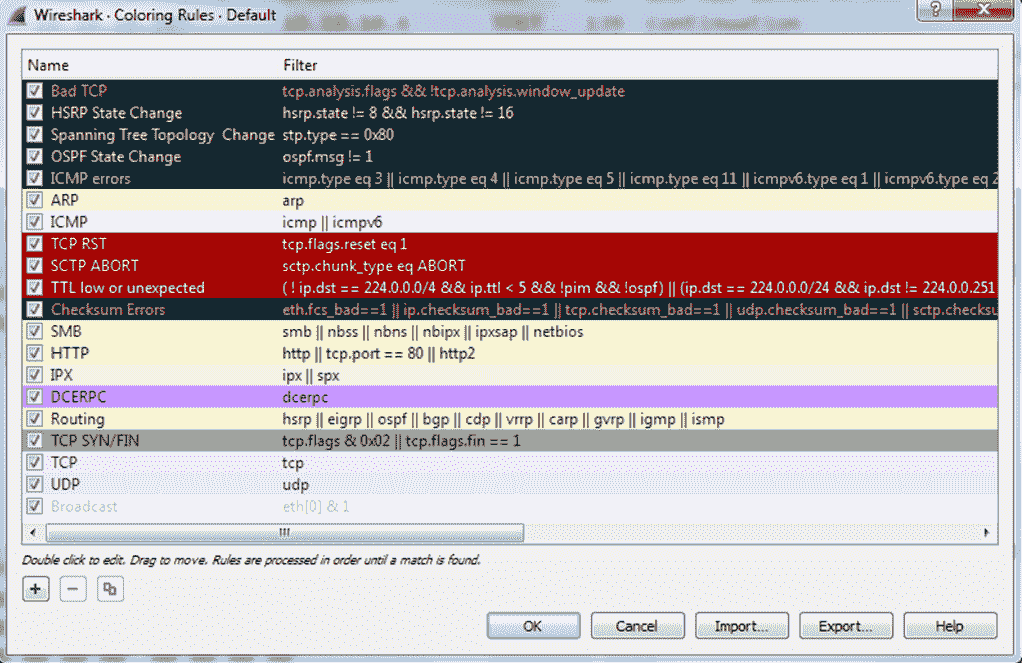 Wireshark · Coloring Rules · Default
Name Filter
Bad TCP tcp.analysis.flags && !tcp.analysis.window_update
HSRP State Change hsrp.state != 8 && hsrp.state != 16
Spanning Tree Topology Change stp.type == 0x80
OSPF State Change ospf.msg != 1
ICMP errors icmp.type eq 3 || icmp.type eq 4 || icmp.type eq 5 || icmp.type eq 11 || icmpv6.type eq 1 || icmpv6.type eq 2
ARP arp
ICMP icmp || icmpv6
TCP RST tcp.flags.reset eq 1
SCTP ABORT sctp.chunk_type eq ABORT
TTL low or unexpected ( ! ip.dst == 224.0.0.0/4 && ip.ttl < 5 && !pim && !ospf) || (ip.dst == 224.0.0.0/24 && ip.dst != 224.0.0.251
Checksum Errors eth.fcs_bad==1 || ip.checksum_bad==1 || tcp.checksum_bad==1 || udp.checksum_bad==1 || sctp.checksu
SMB smb || nbss || nbns || nbipx || ipxsap || netbios
HTTP http || tcp.port == 80 || http2
IPX ipx || spx
DCERPC dcerpc
Routing hsrp || eigrp || ospf || bgp || cdp || vrrp || carp || gvrp || igmp || ismp
TCP SYN/FIN tcp.flags & 0x02 || tcp.flags.fin == 1
TCP tcp
UDP udp
Broadcast eth[0] & 1
Double click to edit. Drag to move. Rules are processed in order until a match is found.
OK Cancel Import... Export... Help